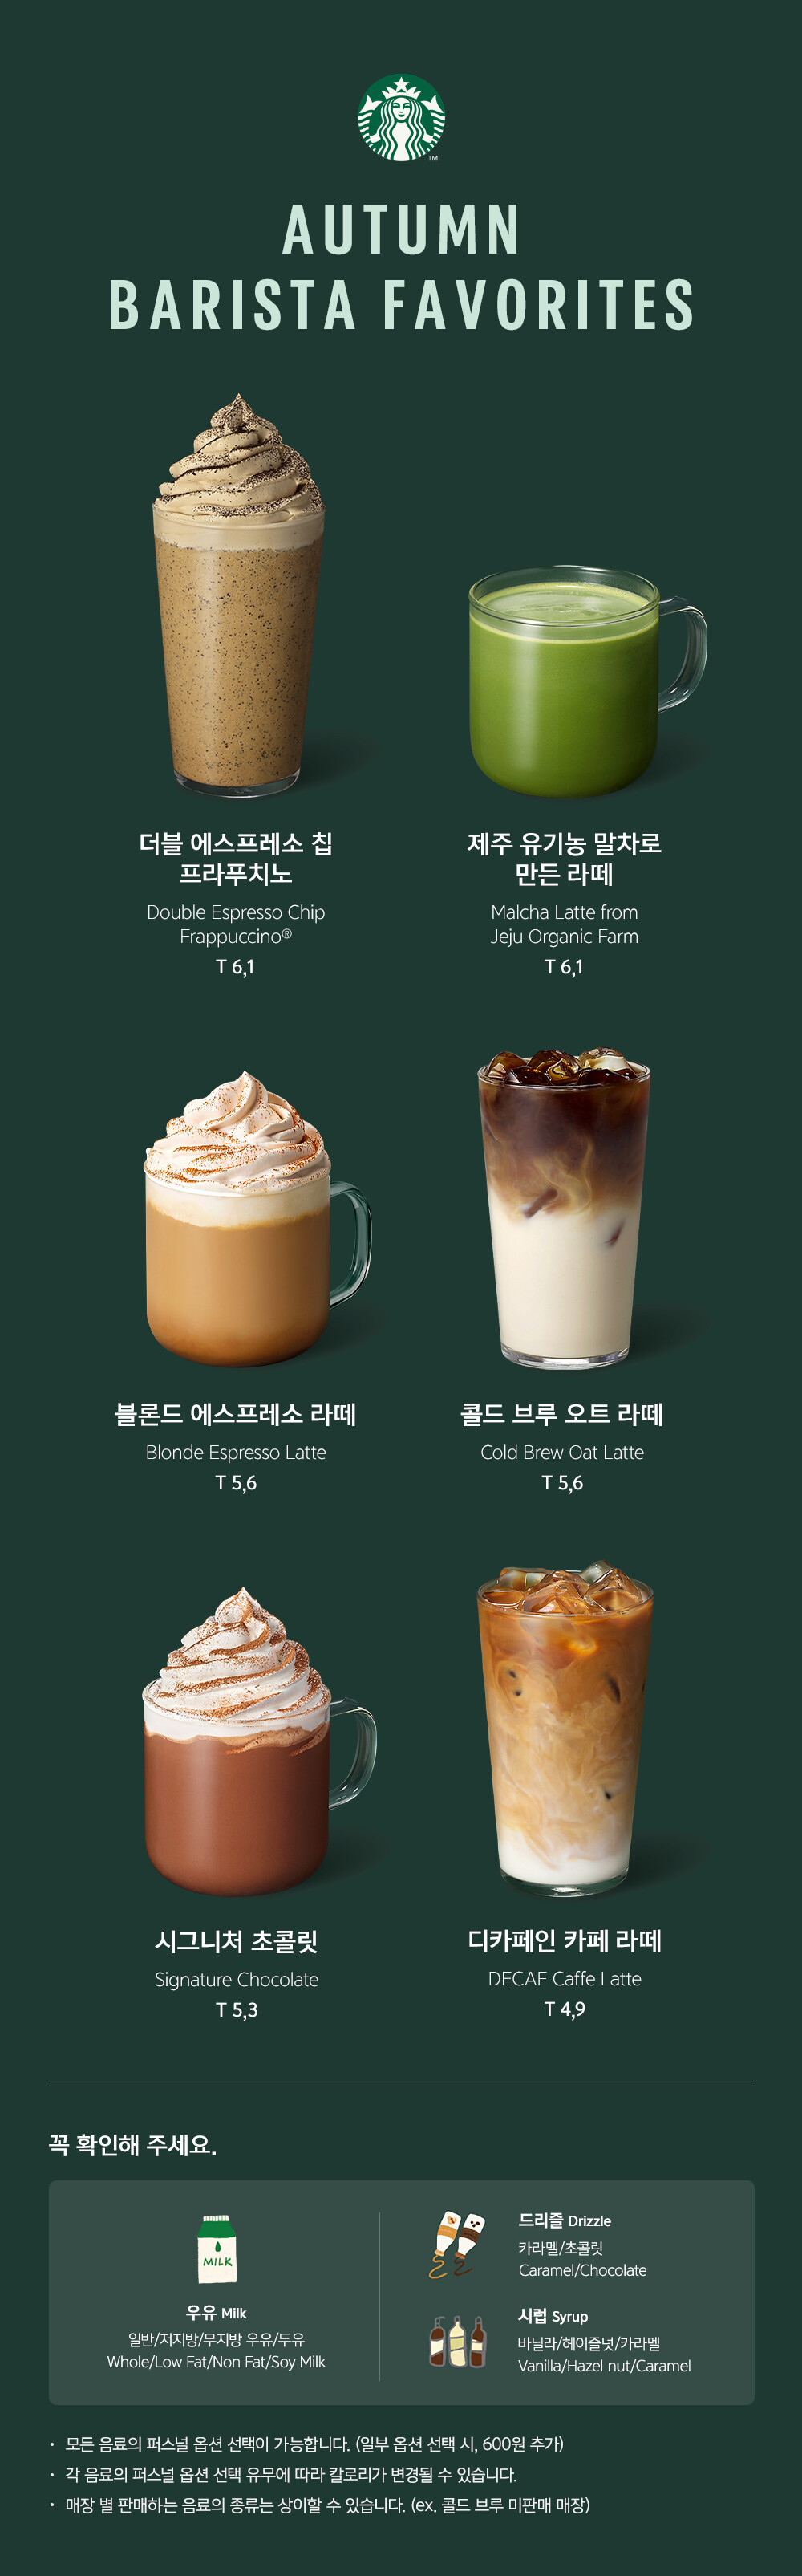 TM
AUTUMN
BARISTA FAVORITES
더블 에스프레소 칩
프라푸치노
Double Espresso Chip
Frappuccino®
T 6,1
제주 유기농 말차로
만든 라떼
Malcha Latte from
Jeju Organic Farm
T 6,1
블론드 에스프레소 라떼
Blonde Espresso Latte
T 5,6
콜드 브루 오트 라떼
Cold Brew Oat Latte
T 5,6
시그니처 초콜릿
Signature Chocolate
T 5,3
디카페인 카페 라떼
DECAF Caffe Latte
T 4,9
꼭 확인해 주세요.
MILK
우유 Milk
일반/저지방/무지방 우유/두유
Whole/Low Fat/Non Fat/Soy Milk
드리즐 Drizzle
카라멜/초콜릿
Caramel/Chocolate
시럽 Syrup
바닐라/헤이즐넛/카라멜
Vanilla/Hazel nut/Caramel
• 모든 음료의 퍼스널 옵션 선택이 가능합니다. (일부 옵션 선택 시, 600원 추가)
• 각 음료의 퍼스널 옵션 선택 유무에 따라 칼로리가 변경될 수 있습니다.
• 매장 별 판매하는 음료의 종류는 상이할 수 있습니다. (ex. 콜드 브루 미판매 매장)